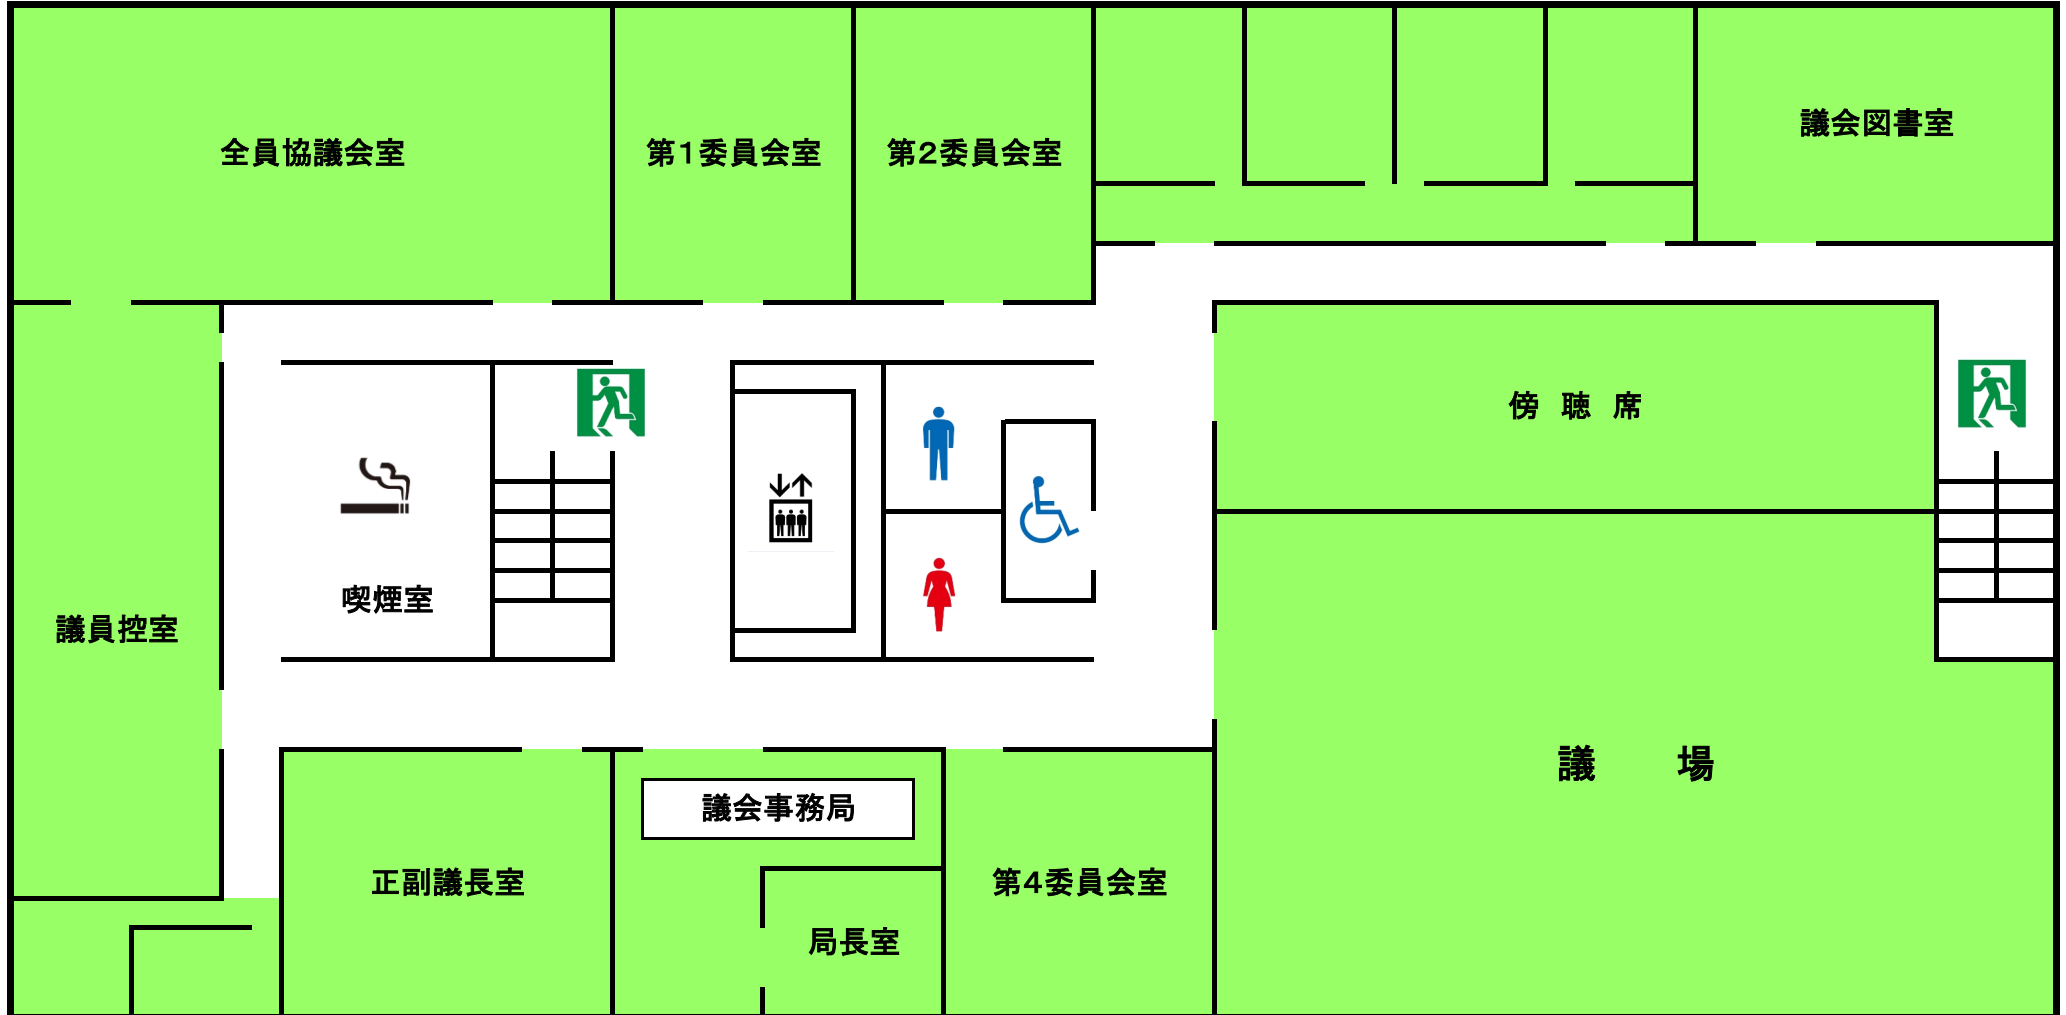 全員協議会室
第1委員会室
第2委員会室
議会図書室
傍 聴 席
喫煙室
議員控室
議 場
議会事務局
正副議長室
第4委員会室
局長室